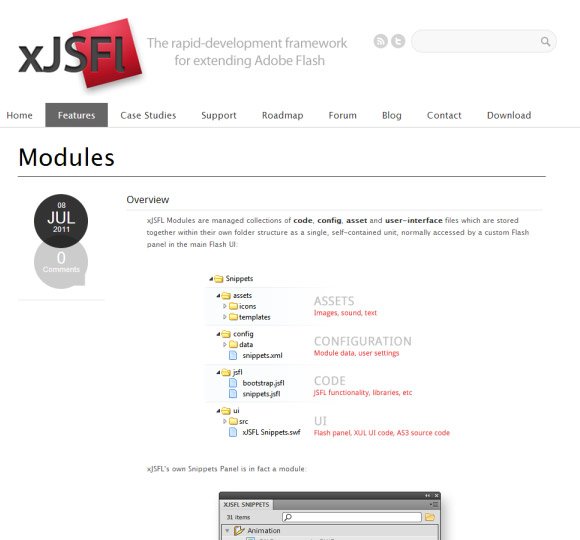 xJSFl
The rapid-development framework
for extending Adobe Flash
Home Features Case Studies Support Roadmap Forum Blog Contact Download
Modules
08
JUL
2011
0
Comments
Overview
xJSFL Modules are managed collections of code, config, asset and user-interface files which are stored
together within their own folder structure as a single, self-contained unit, normally accessed by a custom Flash
panel in the main Flash UI:
Snippets
assets
icons
templates
ASSETS
Images, sound, text
config
data
snippets.xml
CONFIGURATION
Module data, user settings
jsfl
bootstrap.jsfl
snippets.jsfl
CODE
JSFL functionality, libraries, etc
ui
src
xJSFL Snippets.swf
UI
Flash panel, XUL UI code, AS3 source code
xJSFL's own Snippets Panel is in fact a module:
XJSFL SNIPPETS
31 items
Animation